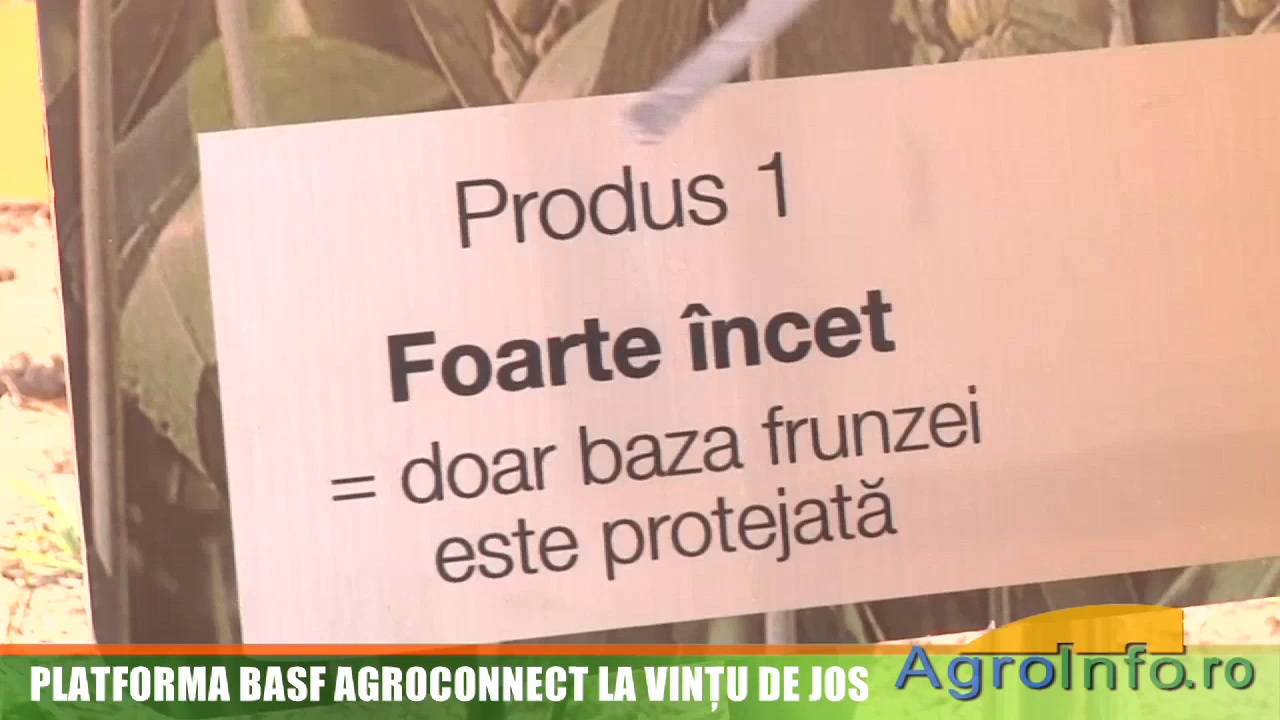 Produs 1
Foarte încet
= doar baza frunzei
este protejată
PLATFORMA BASF AGROCONNECT LA VINȚU DE JOS
AgroInfo.ro